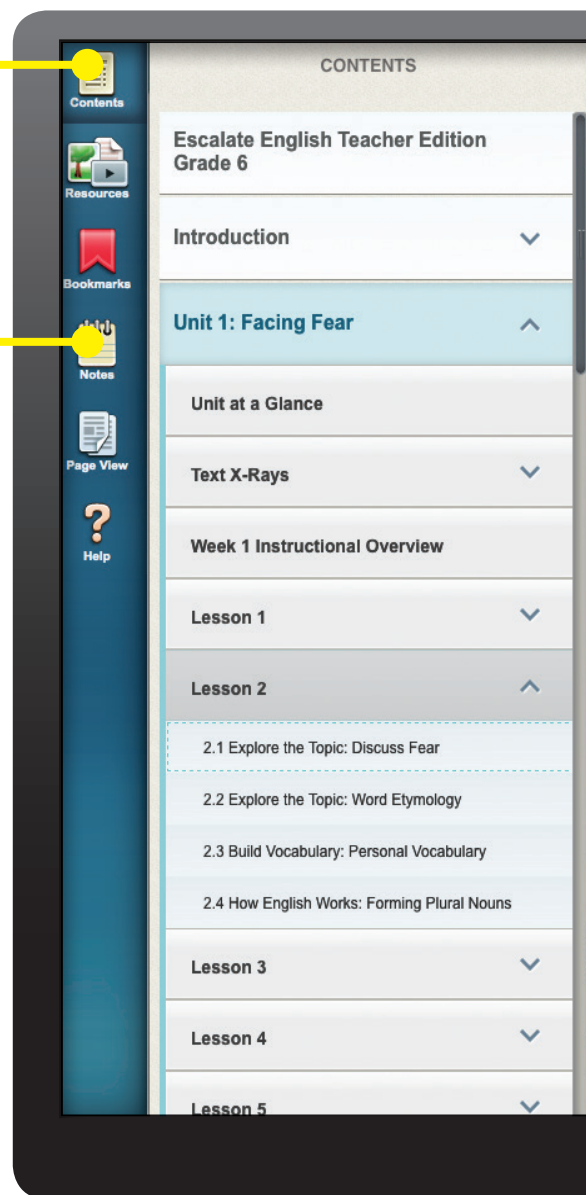 Contents
Resources
Bookmarks
Notes
Page View
?
Help
CONTENTS
Escalate English Teacher Edition
Grade 6
Introduction
Unit 1: Facing Fear
Unit at a Glance
Text X-Rays
Week 1 Instructional Overview
Lesson 1
Lesson 2
2.1 Explore the Topic: Discuss Fear
2.2 Explore the Topic: Word Etymology
2.3 Build Vocabulary: Personal Vocabulary
2.4 How English Works: Forming Plural Nouns
Lesson 3
Lesson 4
Lesson 5